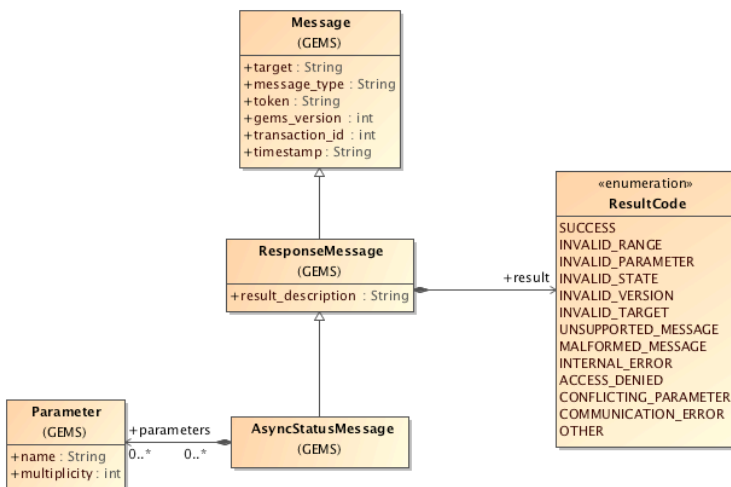 Message
(GEMS)
+target : String
+message_type : String
+token : String
+gems_version : int
+transaction_id : int
+timestamp : String
«enumeration»
ResultCode
SUCCESS
INVALID_RANGE
INVALID_PARAMETER
INVALID_STATE
INVALID_VERSION
INVALID_TARGET
UNSUPPORTED_MESSAGE
MALFORMED_MESSAGE
INTERNAL_ERROR
ACCESS_DENIED
CONFLICTING_PARAMETER
COMMUNICATION_ERROR
OTHER
ResponseMessage
(GEMS)
+result_description : String
+result
Parameter
(GEMS)
+name : String
+multiplicity : int
+parameters
0..* 0..*
AsyncStatusMessage
(GEMS)